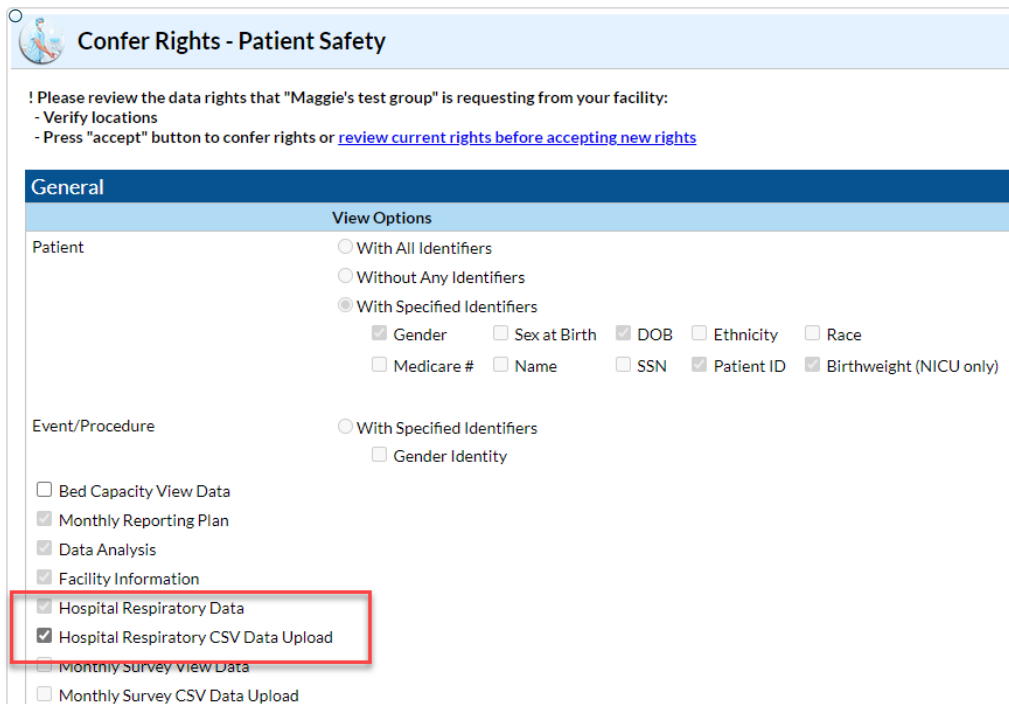 Confer Rights - Patient Safety
! Please review the data rights that "Maggie's test group" is requesting from your facility:
- Verify locations
- Press "accept" button to confer rights or review current rights before accepting new rights
General
View Options
Patient
With All Identifiers
Without Any Identifiers
With Specified Identifiers
Gender Sex at Birth DOB Ethnicity Race
Medicare # Name SSN Patient ID Birthweight (NICU only)
Event/Procedure With Specified Identifiers
Gender Identity
Bed Capacity View Data
Monthly Reporting Plan
Data Analysis
Facility Information
Hospital Respiratory Data
Hospital Respiratory CSV Data Upload
Monthly Survey View Data
Monthly Survey CSV Data Upload